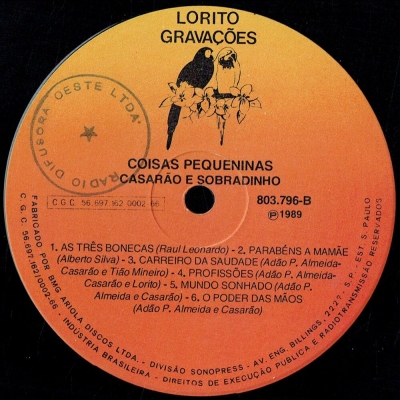 LORITO
GRAVAÇÕES
RADIO DIFUSORA OESTE LTDA.
COISAS PEQUENINAS
CASARÃO E SOBRADINHO
C.G.C. 56.697.162 0002-66
803.796-B
Ⓟ 1989
1. AS TRÊS BONECAS (Raul Leonardo) - 2. PARABÉNS A MAMÃE
(Alberto Silva) - 3. CARREIRO DA SAUDADE (Adão P. Almeida-
Casarão e Tião Mineiro) - 4. PROFISSÕES (Adão P. Almeida-
Casarão e Lorito) - 5. MUNDO SONHADO (Adão P.
Almeida e Casarão) - 6. O PODER DAS MÃOS
(Adão P. Almeida e Casarão)
FABRICADO POR BMG ARIOLA DISCOS LTDA. - DIVISÃO SONOPRESS - AV. ENG. BILLINGS, 2227 - S.P. EST. S. PAULO
C.G.C. 56.697.162/0002-66 - INDÚSTRIA BRASILEIRA - DIREITOS DE EXECUÇÃO PÚBLICA E RADIOTRANSMISSÃO RESERVADOS